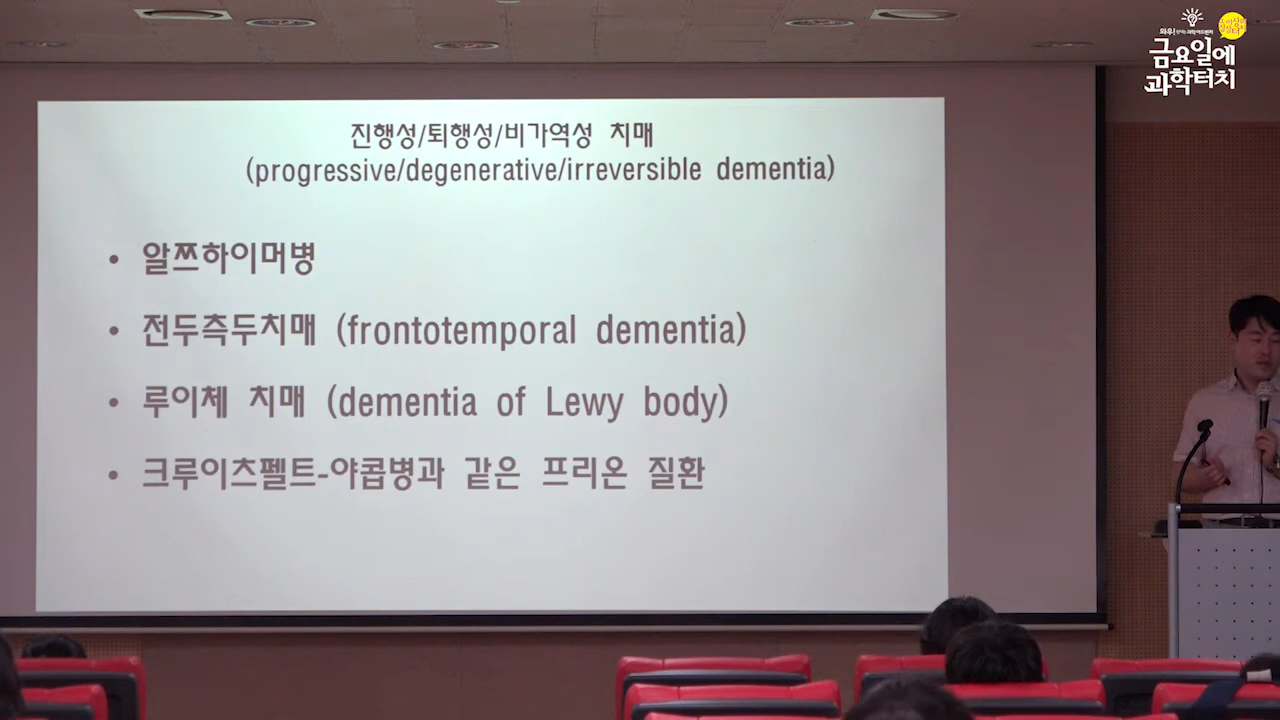 진행성/퇴행성/비가역성 치매
(progressive/degenerative/irreversible dementia)
• 알쯔하이머병
• 전두측두치매 (frontotemporal dementia)
• 루이체 치매 (dementia of Lewy body)
• 크루이츠펠트-야콥병과 같은 프리온 질환
금요일에
과학터치